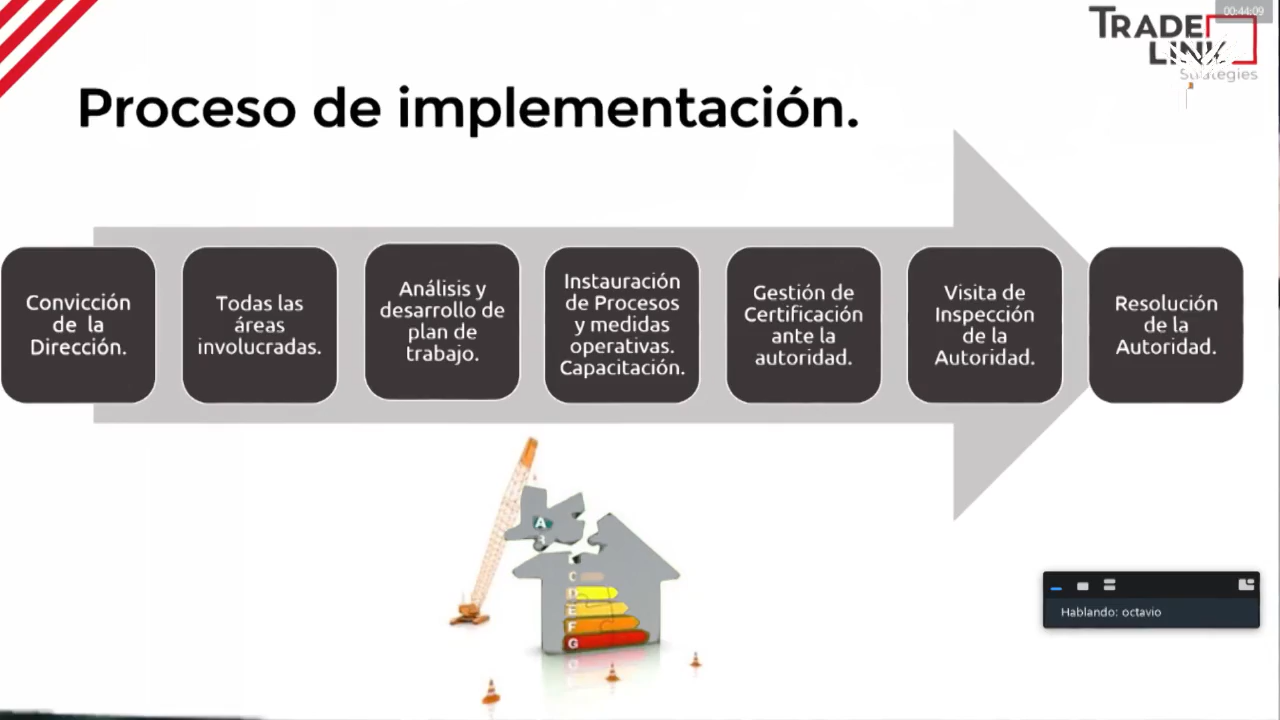 00:44:09
TRADE
LINK
Strategies
Proceso de implementación.
Convicción
de la
Dirección.
Todas las
áreas
involucradas.
Análisis y
desarrollo de
plan de
trabajo.
Instauración
de Procesos
y medidas
operativas.
Capacitación.
Gestión de
Certificación
ante la
autoridad.
Visita de
Inspección
de la
Autoridad.
Resolución
de la
Autoridad.
A
C
D
E
F
G
Hablando: octavio